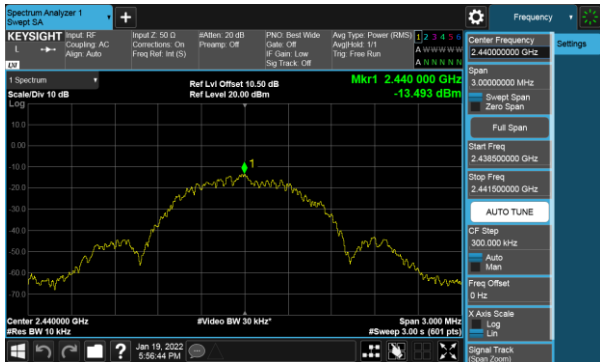 Spectrum Analyzer 1
Swept SA
+
Frequency
KEYSIGHT
L
LXI
Input: RF
Coupling: AC
Align: Auto
Input Z: 50 Ω
Corrections: On
Freq Ref: Int (S)
#Atten: 20 dB
Preamp: Off
PNO: Best Wide
Gate: Off
IF Gain: Low
Sig Track: Off
Avg Type: Power (RMS)
Avg|Hold: 1/1
Trig: Free Run
1 2 3 4 5 6
A W W W W W
A N N N N N
1 Spectrum
Scale/Div 10 dB
Log
Ref Lvl Offset 10.50 dB
Ref Level 20.00 dBm
Mkr1 2.440 000 GHz
-13.493 dBm
10.0
0.00
-10.0
-20.0
-30.0
-40.0
-50.0
-60.0
-70.0
1
Center 2.440000 GHz
#Res BW 10 kHz
#Video BW 30 kHz*
Span 3.000 MHz
#Sweep 3.00 s (601 pts)
Center Frequency
2.440000000 GHz
Span
3.00000000 MHz
Swept Span
Zero Span
Full Span
Start Freq
2.438500000 GHz
Stop Freq
2.441500000 GHz
AUTO TUNE
CF Step
300.000 kHz
Auto
Man
Freq Offset
0 Hz
X Axis Scale
Log
Lin
Signal Track
(Span Zoom)
Settings
?
Jan 19, 2022
5:56:44 PM